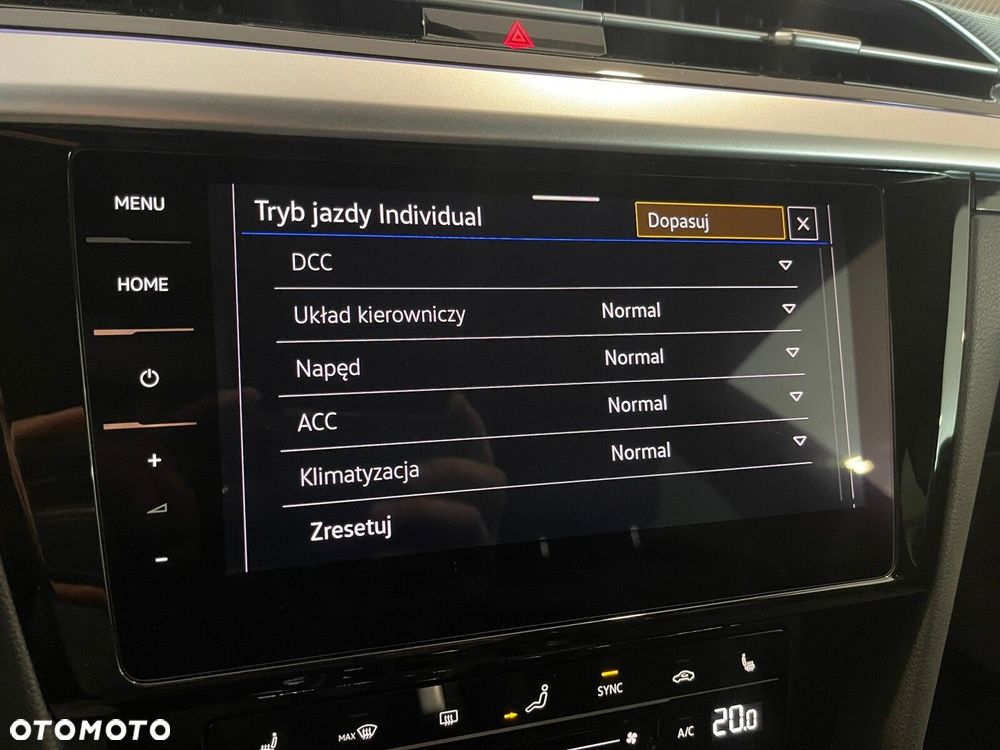 MENU
HOME
Tryb jazdy Individual
Dopasuj
DCC
Układ kierowniczy Normal
Napęd Normal
ACC Normal
Klimatyzacja Normal
Zresetuj
MAX
SYNC
A/C
20.0
OTOMOTO